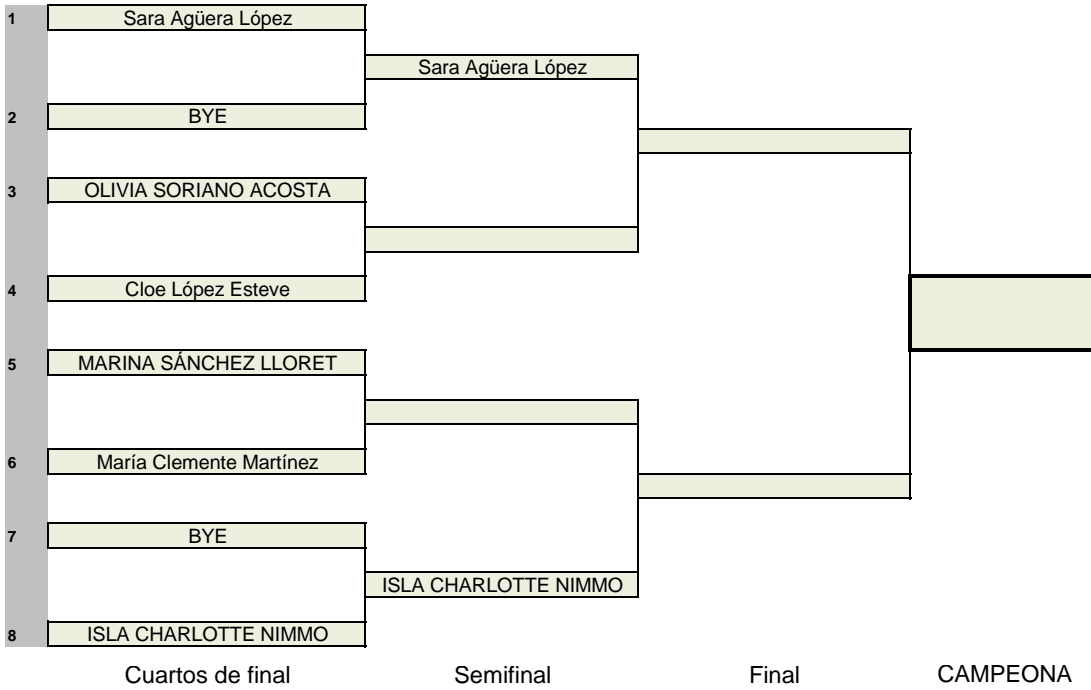 1 Sara Agüera López
Sara Agüera López
2 BYE
3 OLIVIA SORIANO ACOSTA
4 Cloe López Esteve
5 MARINA SÁNCHEZ LLORET
6 María Clemente Martínez
7 BYE
ISLA CHARLOTTE NIMMO
8 ISLA CHARLOTTE NIMMO
Cuartos de final Semifinal Final CAMPEONA